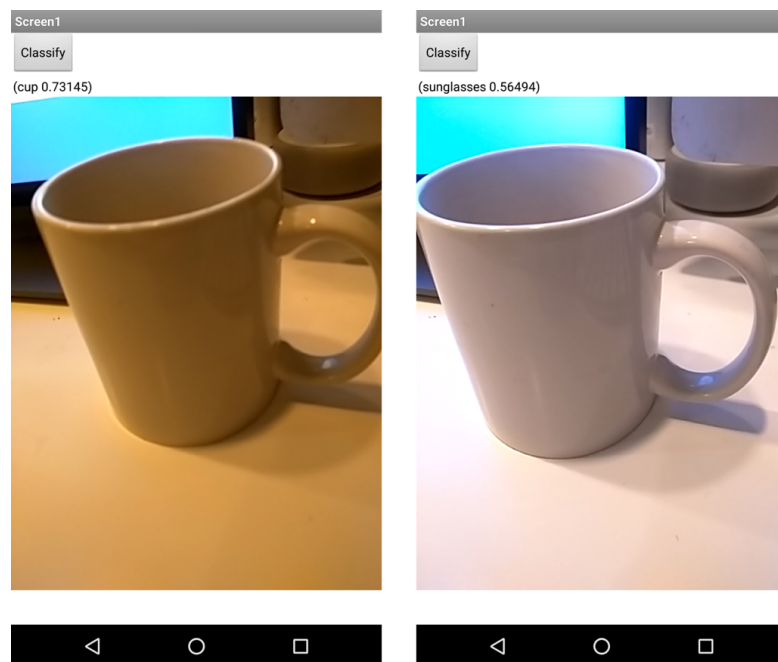 Screen1
Classify
(cup 0.73145)
Screen1
Classify
(sunglasses 0.56494)